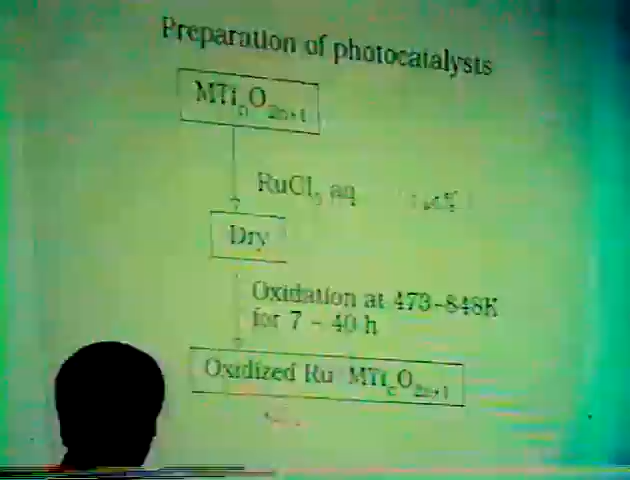 Preparation of photocatalysts
MTiₙO₂ₙ₊₁
RuCl₃ aq
Dry
Oxidation at 473-848K
for 7 - 40 h
Oxidized Ru MTiₙO₂ₙ₊₁